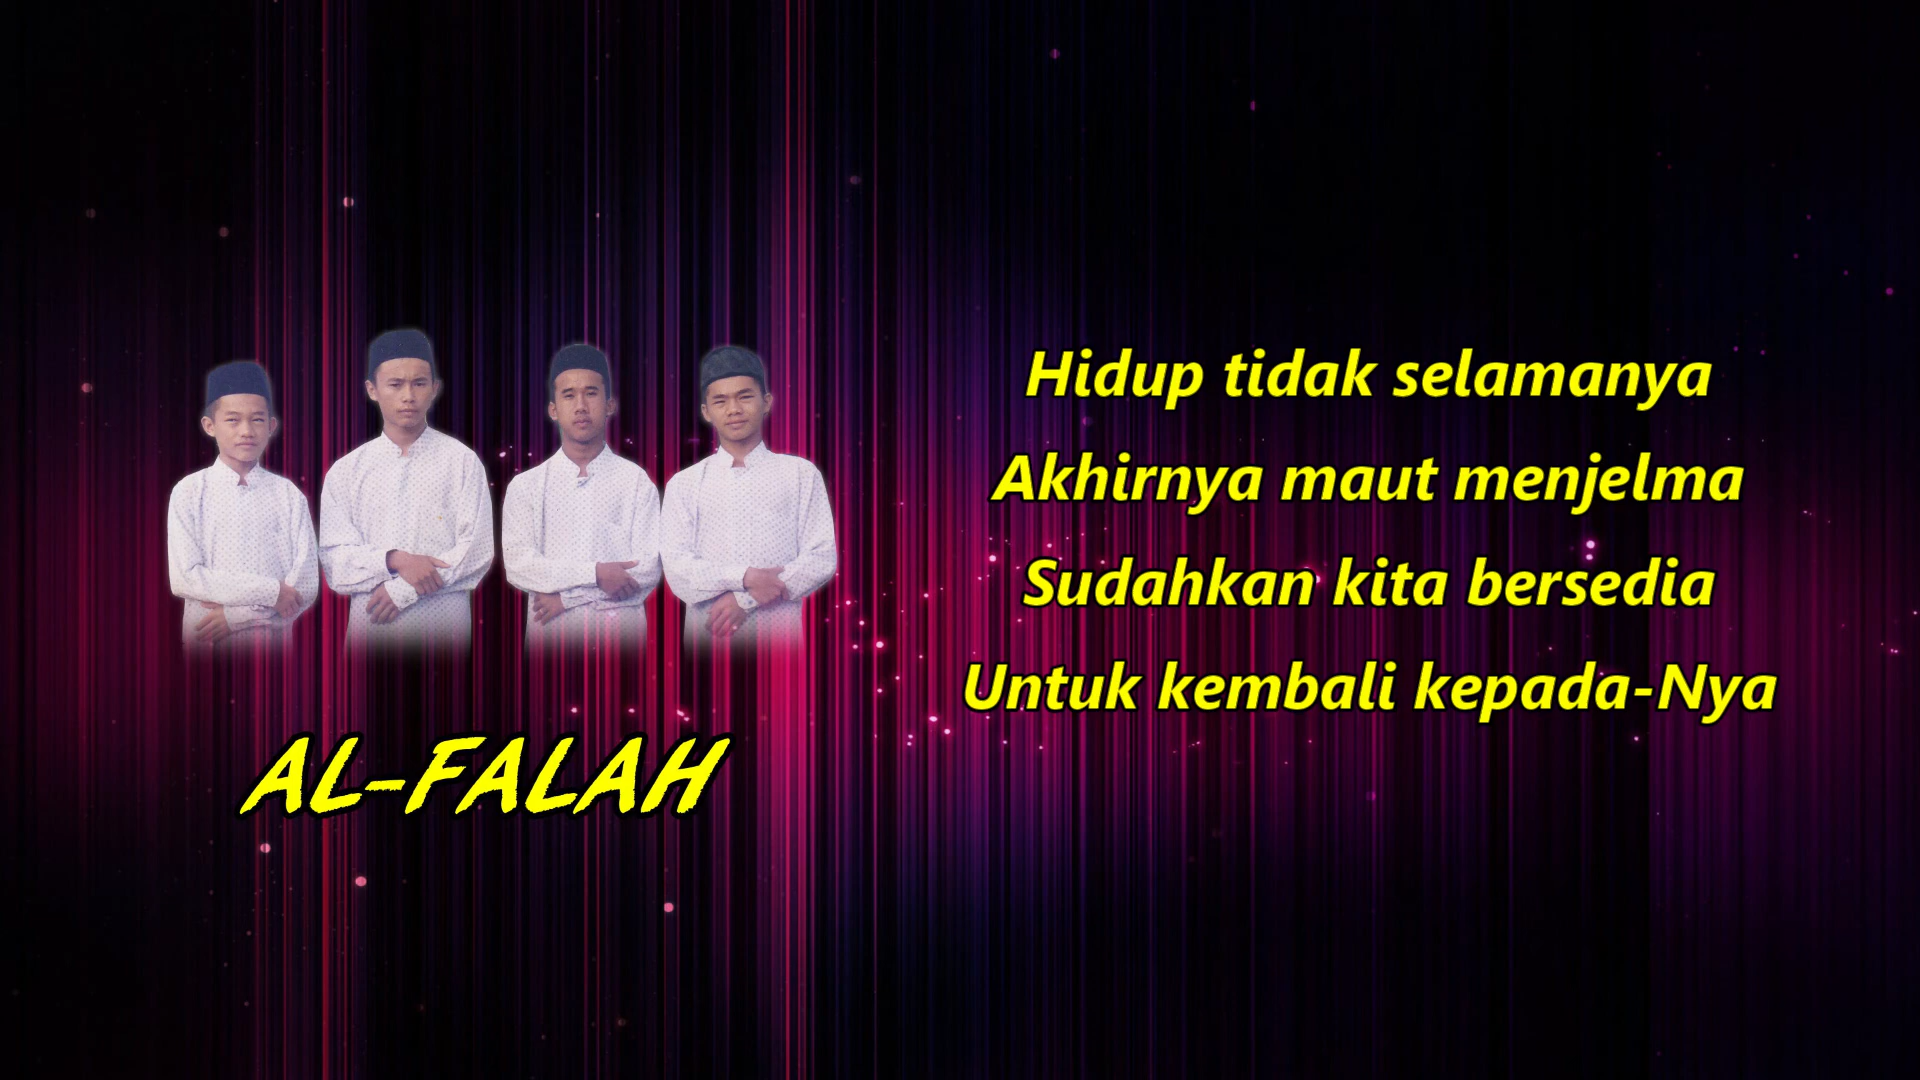 AL-FALAH
Hidup tidak selamanya
Akhirnya maut menjelma
Sudahkan kita bersedia
Untuk kembali kepada-Nya